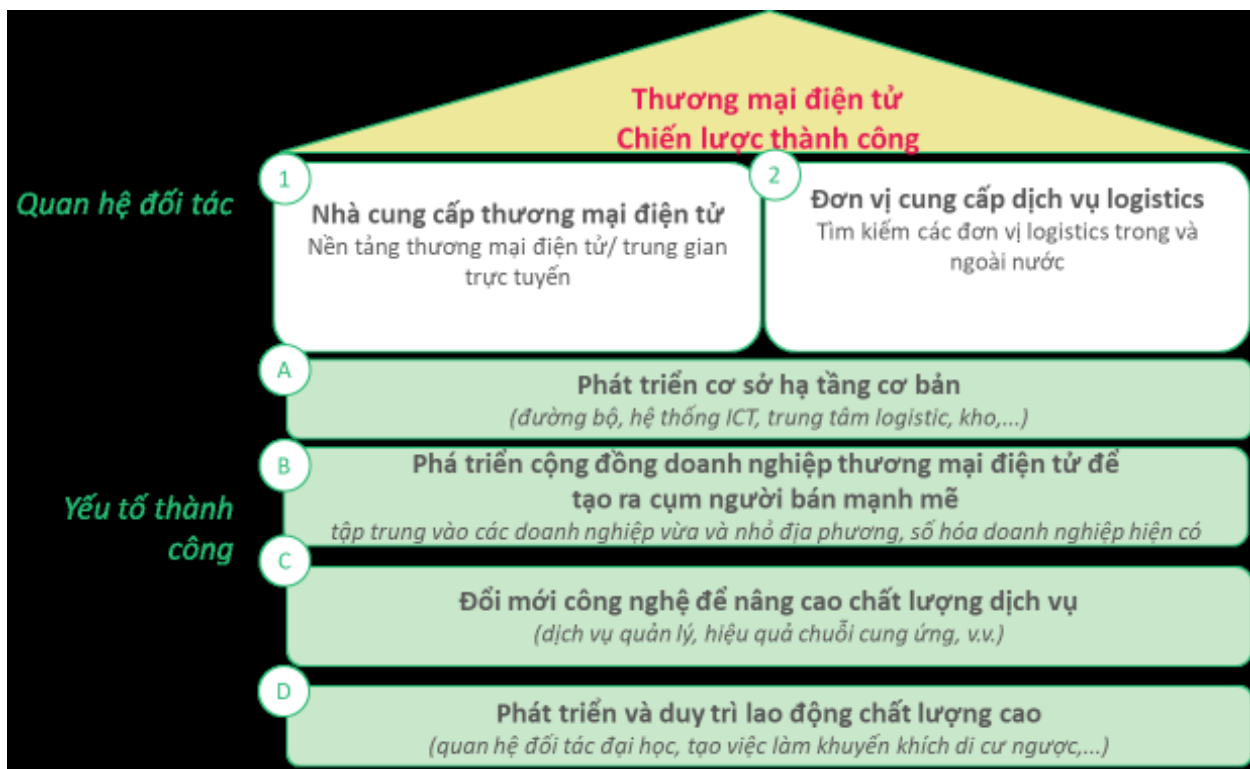 Thương mại điện tử
Chiến lược thành công
Quan hệ đối tác
1
Nhà cung cấp thương mại điện tử
Nền tảng thương mại điện tử/ trung gian
trực tuyến
2
Đơn vị cung cấp dịch vụ logistics
Tìm kiếm các đơn vị logistics trong và
ngoài nước
Yếu tố thành
công
A
Phát triển cơ sở hạ tầng cơ bản
(đường bộ, hệ thống ICT, trung tâm logistic, kho,...)
B
Phá triển cộng đồng doanh nghiệp thương mại điện tử để
tạo ra cụm người bán mạnh mẽ
tập trung vào các doanh nghiệp vừa và nhỏ địa phương, số hóa doanh nghiệp hiện có
C
Đổi mới công nghệ để nâng cao chất lượng dịch vụ
(dịch vụ quản lý, hiệu quả chuỗi cung ứng, v.v.)
D
Phát triển và duy trì lao động chất lượng cao
(quan hệ đối tác đại học, tạo việc làm khuyến khích di cư ngược,...)